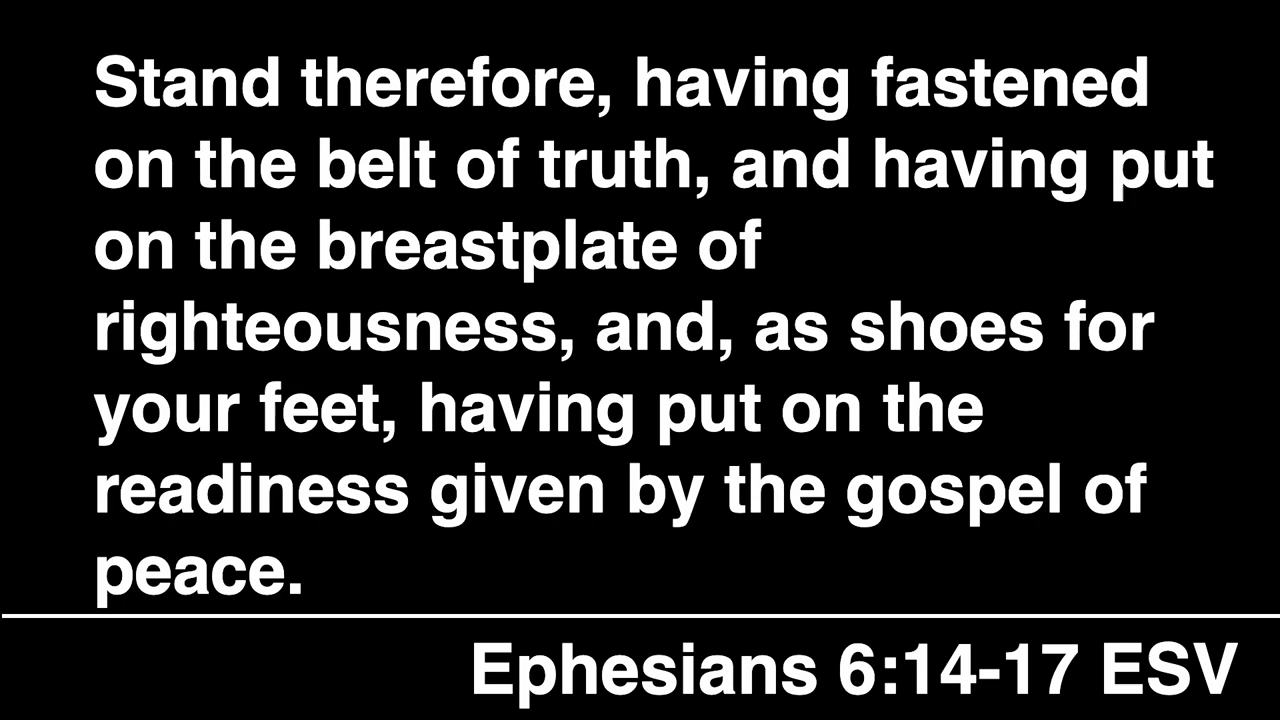 Stand therefore, having fastened
on the belt of truth, and having put
on the breastplate of
righteousness, and, as shoes for
your feet, having put on the
readiness given by the gospel of
peace.
Ephesians 6:14-17 ESV